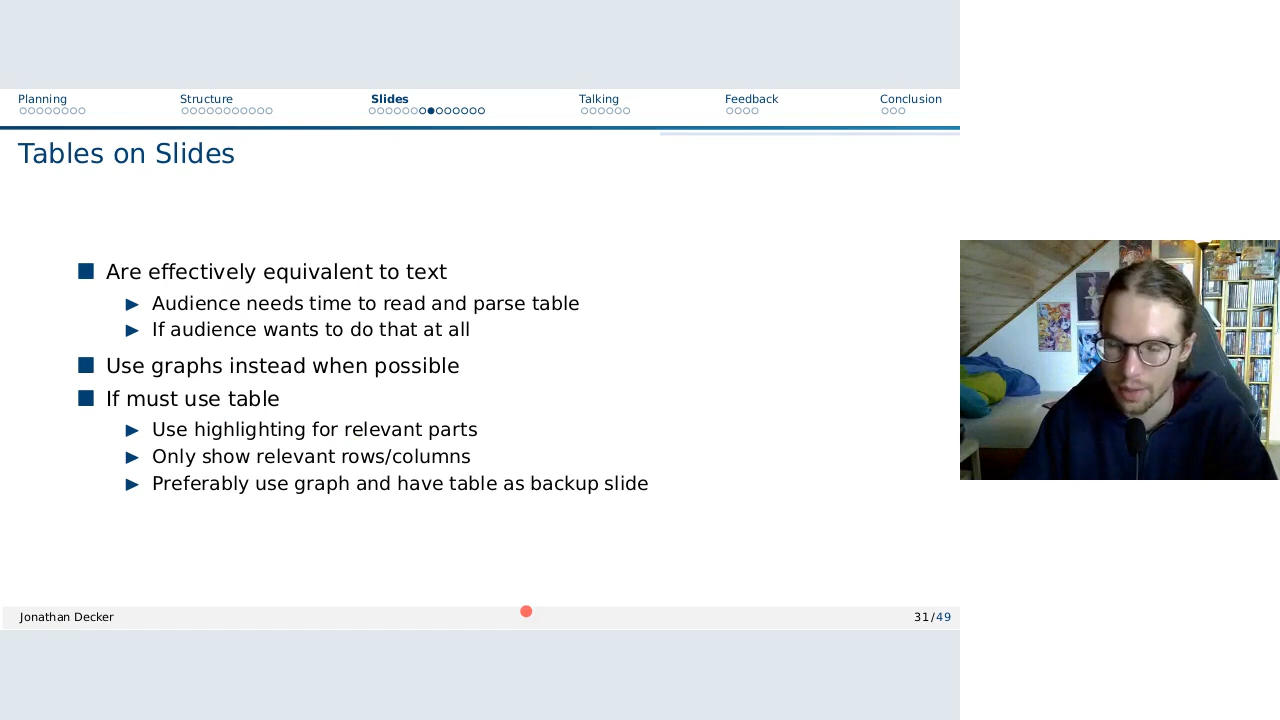 Planning Structure Slides Talking Feedback Conclusion
Tables on Slides
Are effectively equivalent to text
Audience needs time to read and parse table
If audience wants to do that at all
Use graphs instead when possible
If must use table
Use highlighting for relevant parts
Only show relevant rows/columns
Preferably use graph and have table as backup slide
Jonathan Decker 31/49